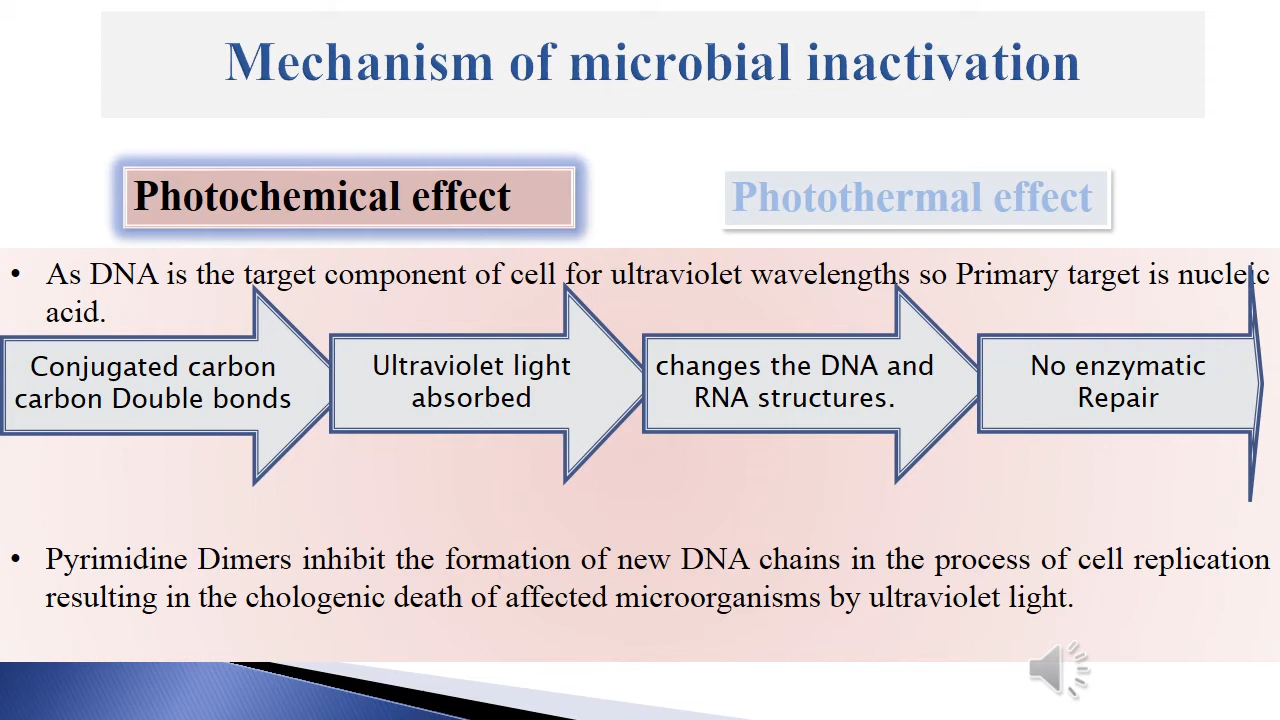 Mechanism of microbial inactivation
Photochemical effect
Photothermal effect
• As DNA is the target component of cell for ultraviolet wavelengths so Primary target is nucleic
acid.
Conjugated carbon
carbon Double bonds
Ultraviolet light
absorbed
changes the DNA and
RNA structures.
No enzymatic
Repair
• Pyrimidine Dimers inhibit the formation of new DNA chains in the process of cell replication
resulting in the chologenic death of affected microorganisms by ultraviolet light.